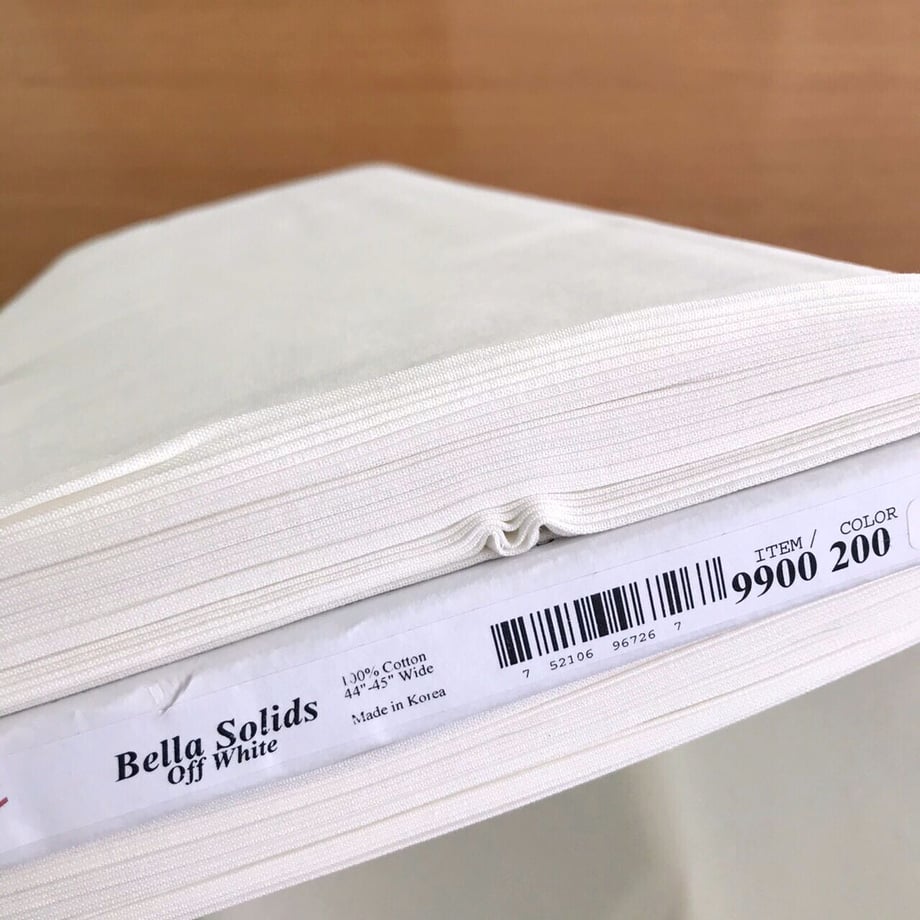 Bella Solids
Off White
100% Cotton
44"-45" Wide
Made in Korea
7 52106 96726 7
ITEM / COLOR
9900 200